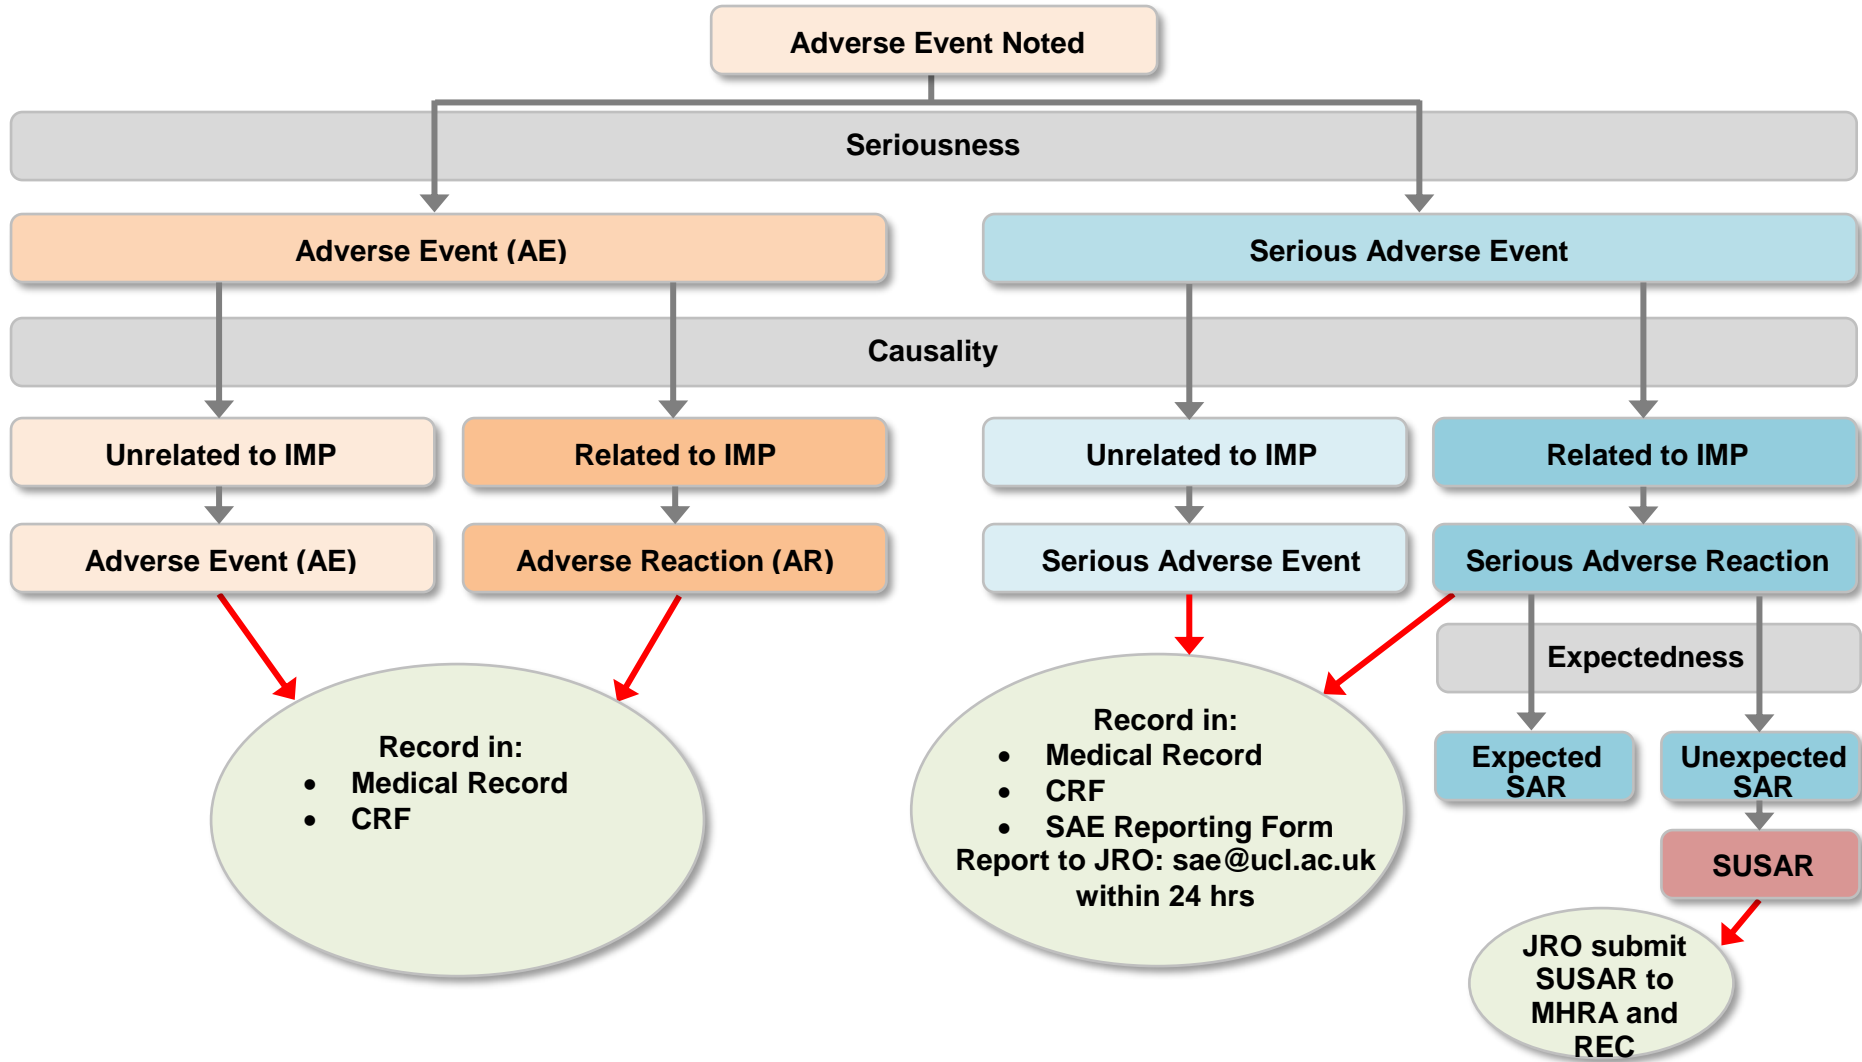 Adverse Event Noted
Seriousness
Adverse Event (AE)
Serious Adverse Event
Causality
Unrelated to IMP
Related to IMP
Unrelated to IMP
Related to IMP
Adverse Event (AE)
Adverse Reaction (AR)
Serious Adverse Event
Serious Adverse Reaction
Expectedness
Record in:
• Medical Record
• CRF
Record in:
• Medical Record
• CRF
• SAE Reporting Form
Report to JRO: sae@ucl.ac.uk
within 24 hrs
Expected
SAR
Unexpected
SAR
SUSAR
JRO submit
SUSAR to
MHRA and
REC